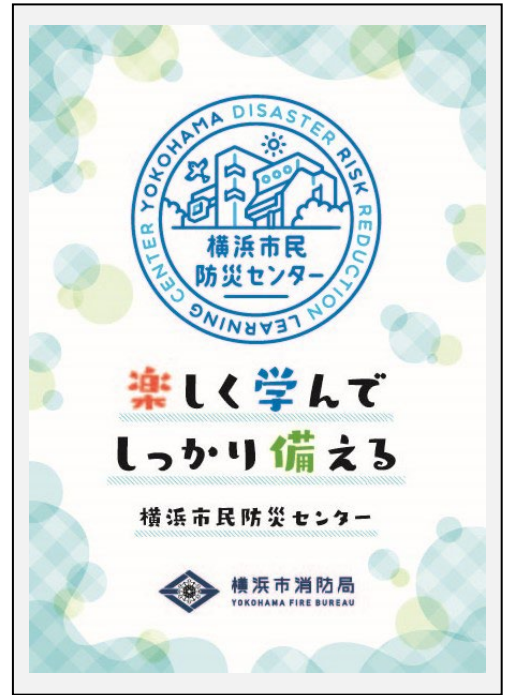 YOKOHAMA DISASTER RISK REDUCTION LEARNING CENTER
横浜市民
防災センター
楽しく学んで
しっかり備える
横浜市民防災センター
横浜市消防局
YOKOHAMA FIRE BUREAU